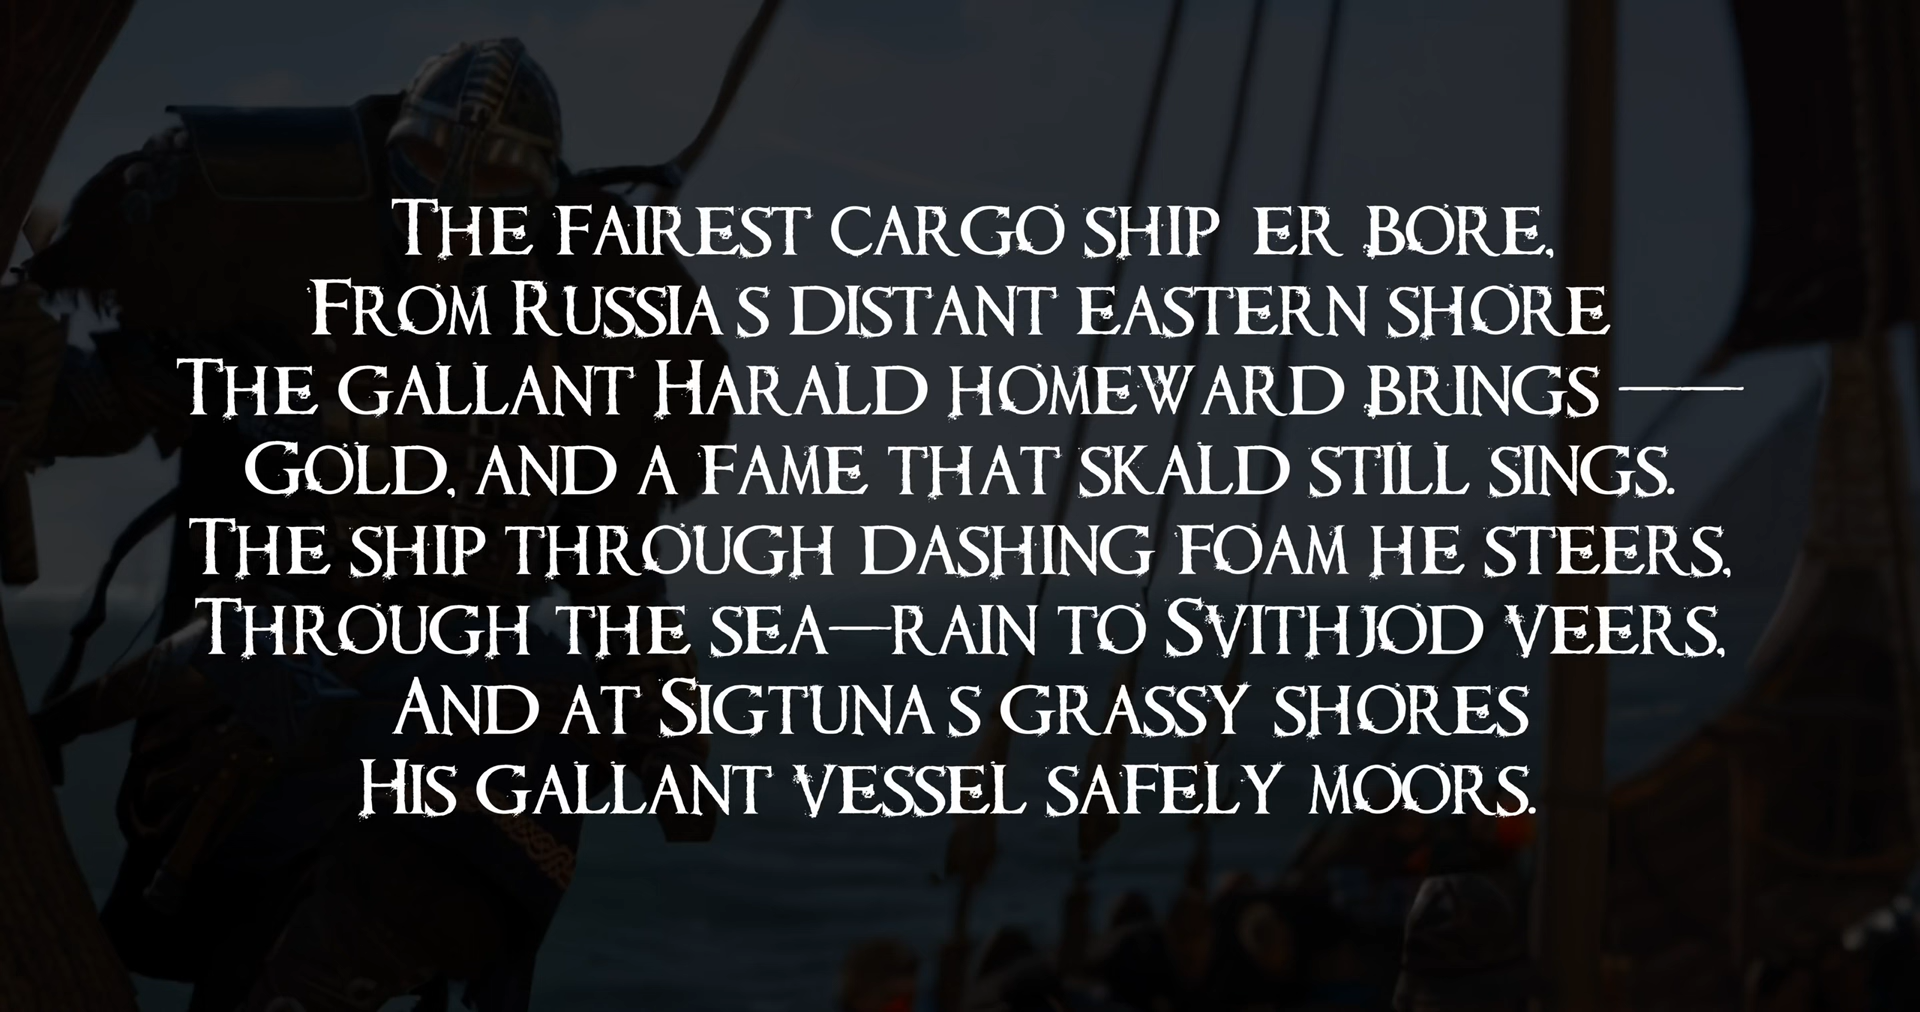 The fairest cargo ship er bore,
From Russia s distant eastern shore
The gallant Harald homeward brings ——
Gold, and a fame that skald still sings.
The ship through dashing foam he steers,
Through the sea—rain to Svithjod veers,
And at Sigtuna s grassy shores
His gallant vessel safely moors.